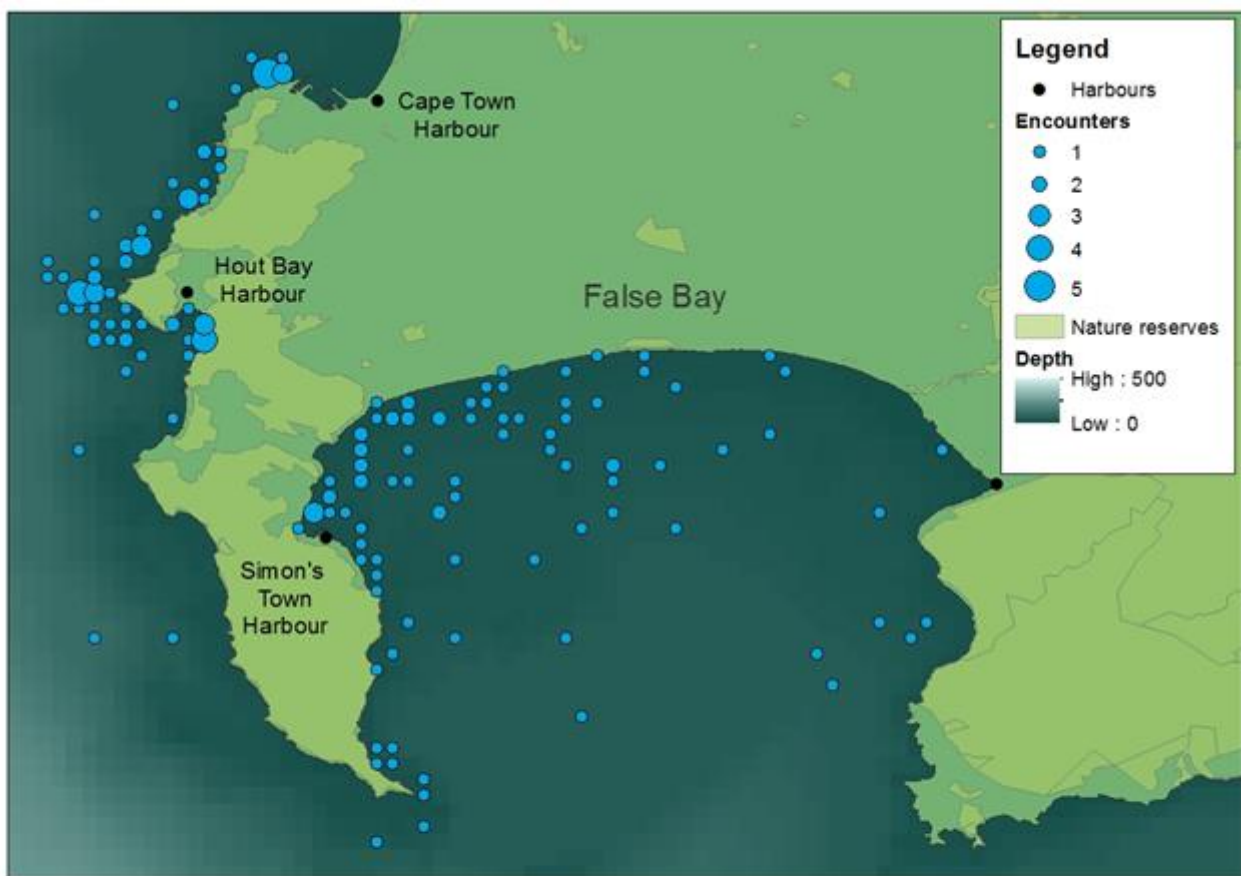 Cape Town
Harbour
Hout Bay
Harbour
False Bay
Simon's
Town
Harbour
Legend
Harbours
Encounters
1
2
3
4
5
Nature reserves
Depth
High : 500
Low : 0